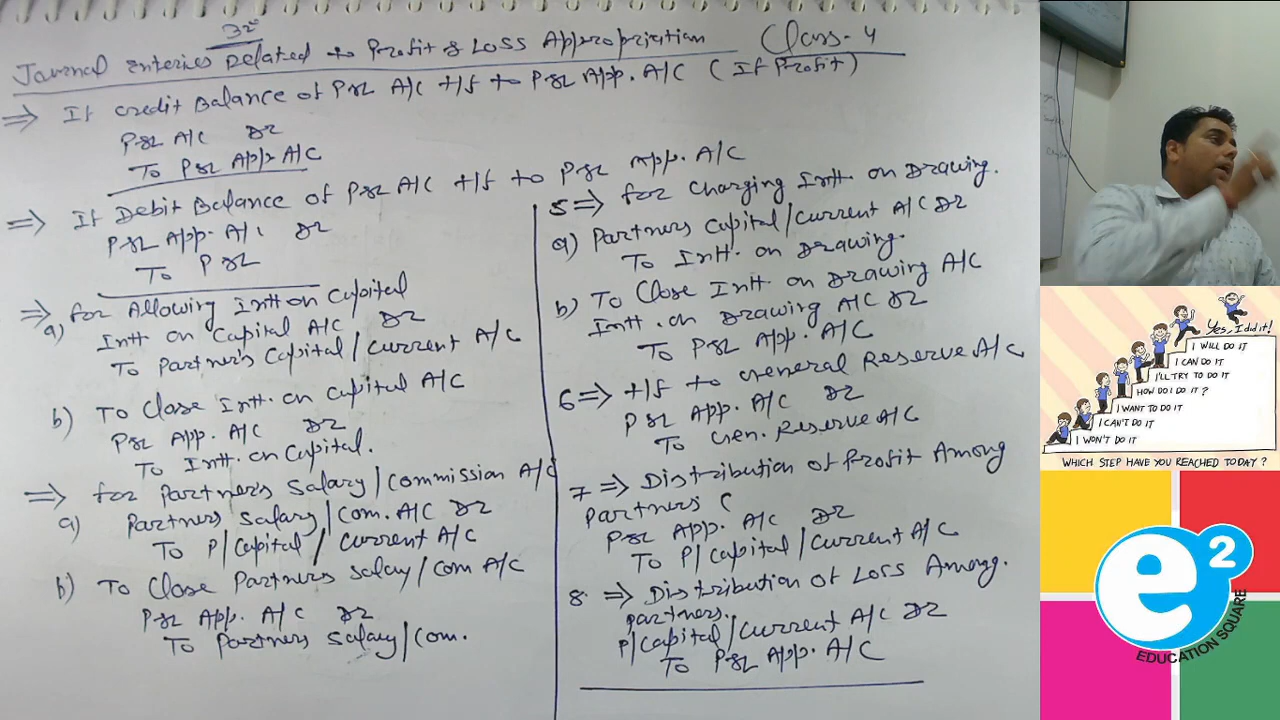 Journal Enteries Related to Profit & Loss Appropriation Class-4
⇒ If credit Balance of P&L A/C t/f to P&L App. A/C (If Profit)
P&L A/C DR
To P&L App. A/C
⇒ If Debit Balance of P&L A/C t/f to P&L App. A/C
P&L App. A/C DR
To P&L
⇒ for Allowing Intt on Capital
a) Intt on Capital A/C DR
To Partner's Capital/Current A/C
b) To Close Intt. on Capital A/C
P&L App. A/C DR
To Intt. on Capital.
⇒ for Partner's Salary/Commission A/C
a) Partners Salary/Com. A/C DR
To P/Capital/Current A/C
b) To Close Partners Salay/Com A/C
P&L App. A/C DR
To Partners Salary/Com.
5 ⇒ for Charging Intt. on Drawing.
a) Partners Capital/Current A/C DR
To Intt. on Drawing.
b) To Close Intt. on Drawing A/C
Intt. on Drawing A/C DR
To P&L App. A/C
6 ⇒ t/f to General Reserve A/C
P&L App. A/C DR
To Gen. Reserve A/C
7 ⇒ Distribution of Profit Among
Partners (
P&L App. A/C DR
To P/Capital/Current A/C
8 ⇒ Distribution of Loss Among.
partners.
P/Capital/Current A/C DR
To P&L App. A/C
Yes, I did it!
I WILL DO IT
I CAN DO IT
I'LL TRY TO DO IT
HOW DO I DO IT ?
I WANT TO DO IT
I CAN'T DO IT
I WON'T DO IT
WHICH STEP HAVE YOU REACHED TODAY ?
e2
EDUCATION SQUARE